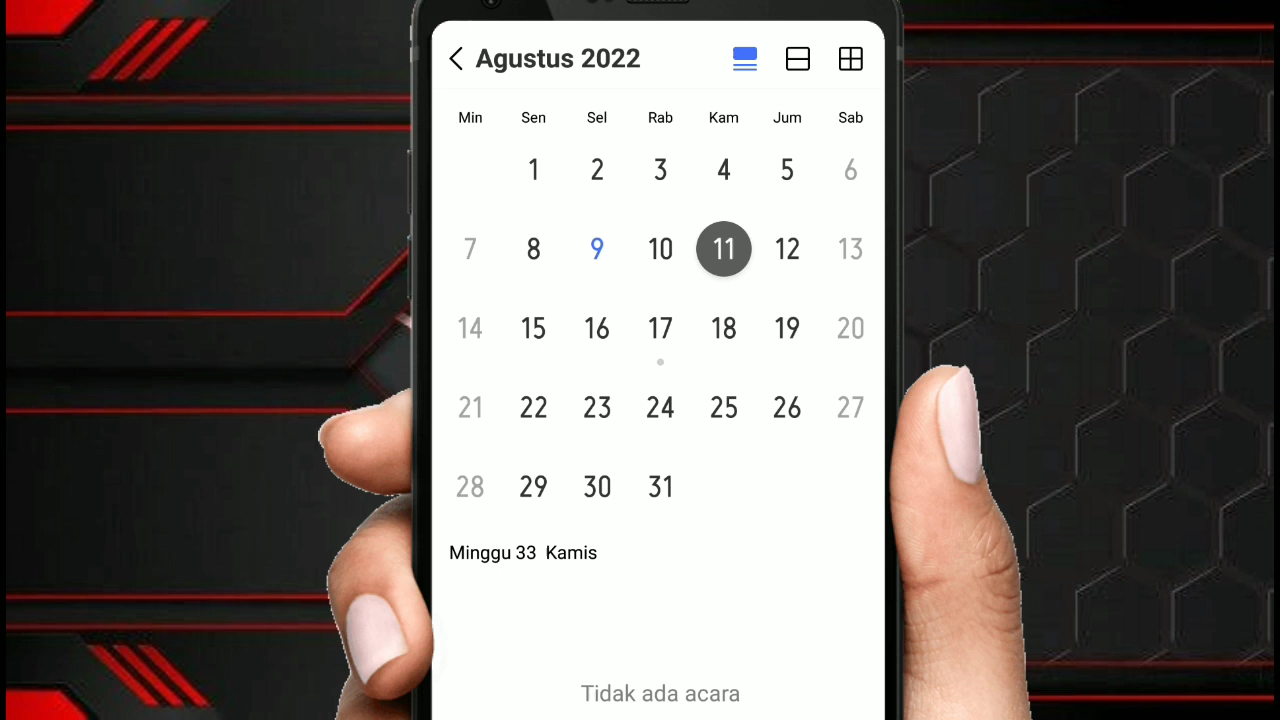 Agustus 2022
Min Sen Sel Rab Kam Jum Sab
1 2 3 4 5 6
7 8 9 10 11 12 13
14 15 16 17 18 19 20
21 22 23 24 25 26 27
28 29 30 31
Minggu 33 Kamis
Tidak ada acara